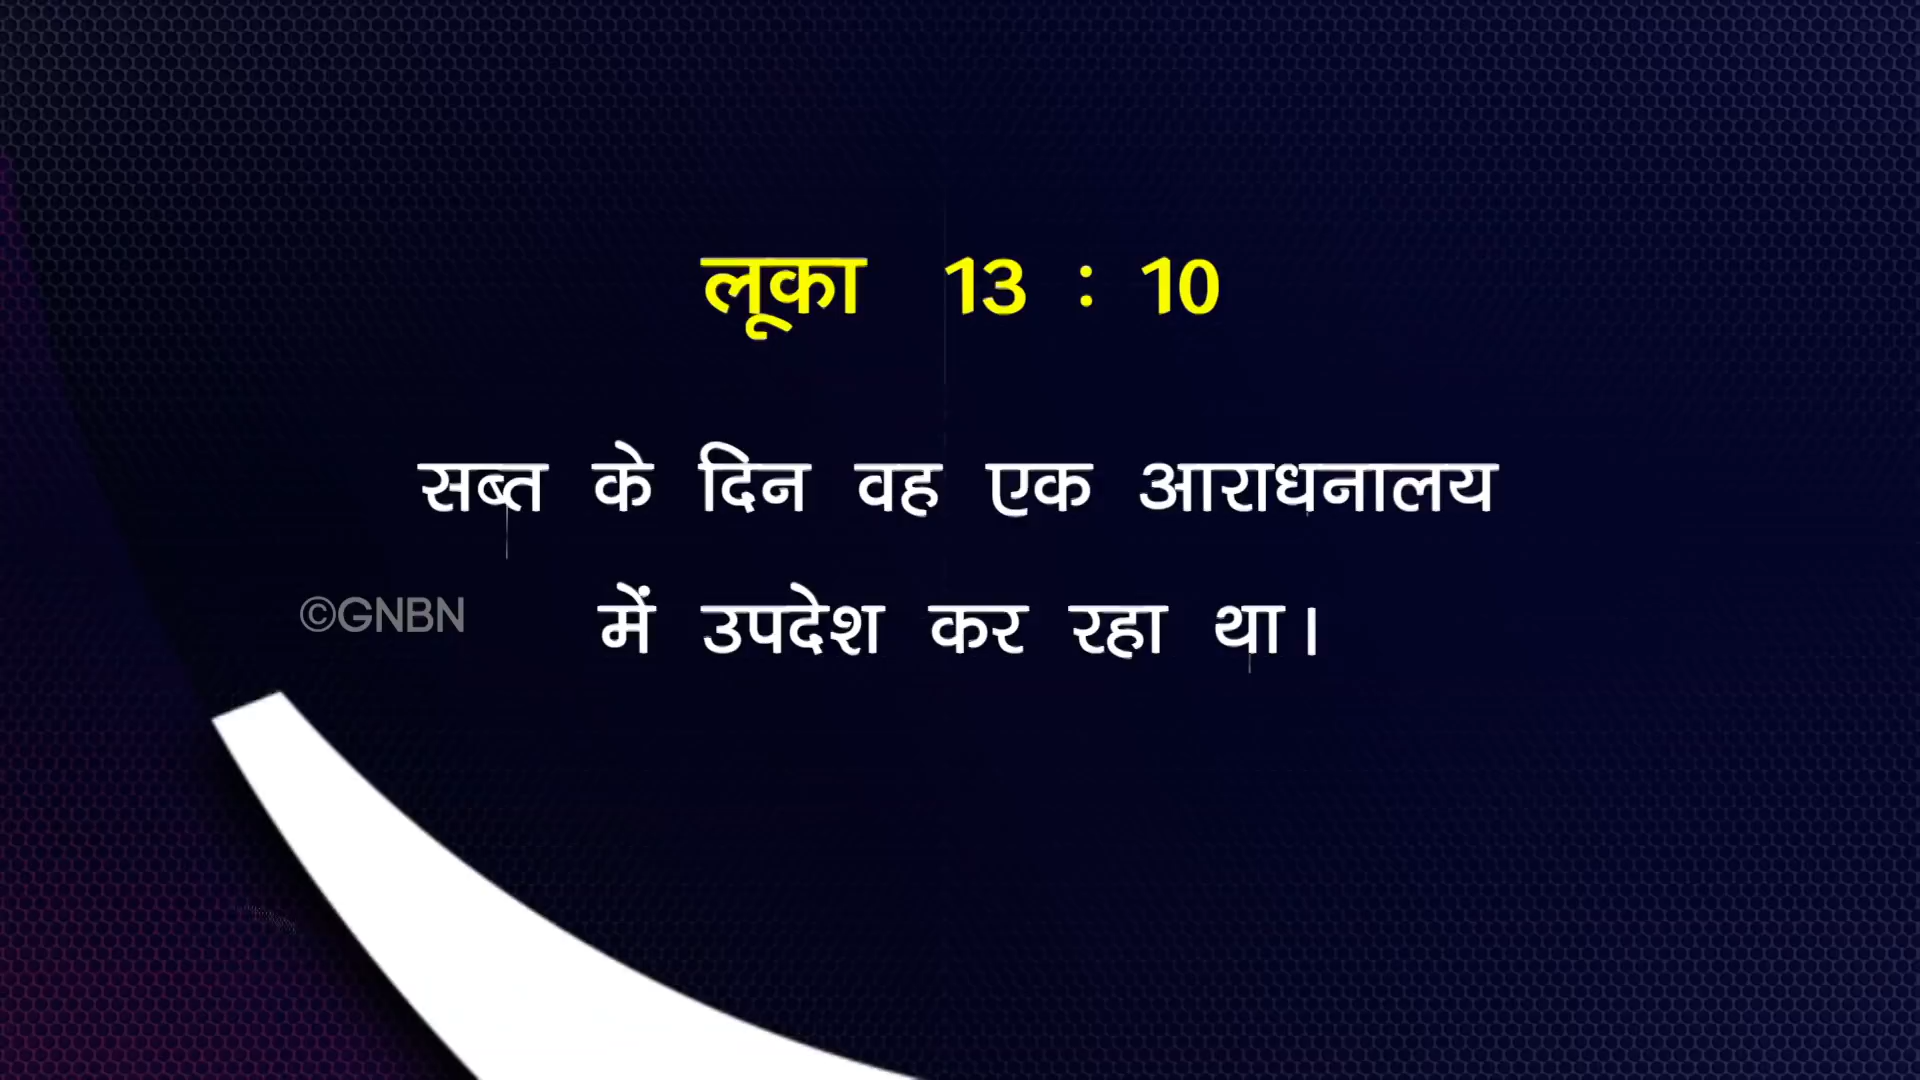 लूका 13 : 10
सब्त के दिन वह एक आराधनालय
में उपदेश कर रहा था।
©GNBN